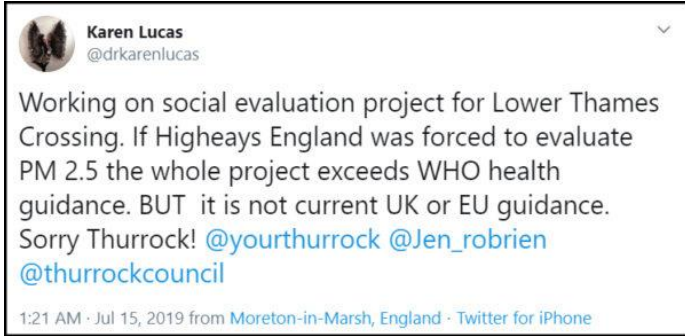 Karen Lucas
@drkarenlucas
Working on social evaluation project for Lower Thames
Crossing. If Higheays England was forced to evaluate
PM 2.5 the whole project exceeds WHO health
guidance. BUT  it is not current UK or EU guidance.
Sorry Thurrock! @yourthurrock @Jen_robrien
@thurrockcouncil
1:21 AM · Jul 15, 2019 from Moreton-in-Marsh, England · Twitter for iPhone